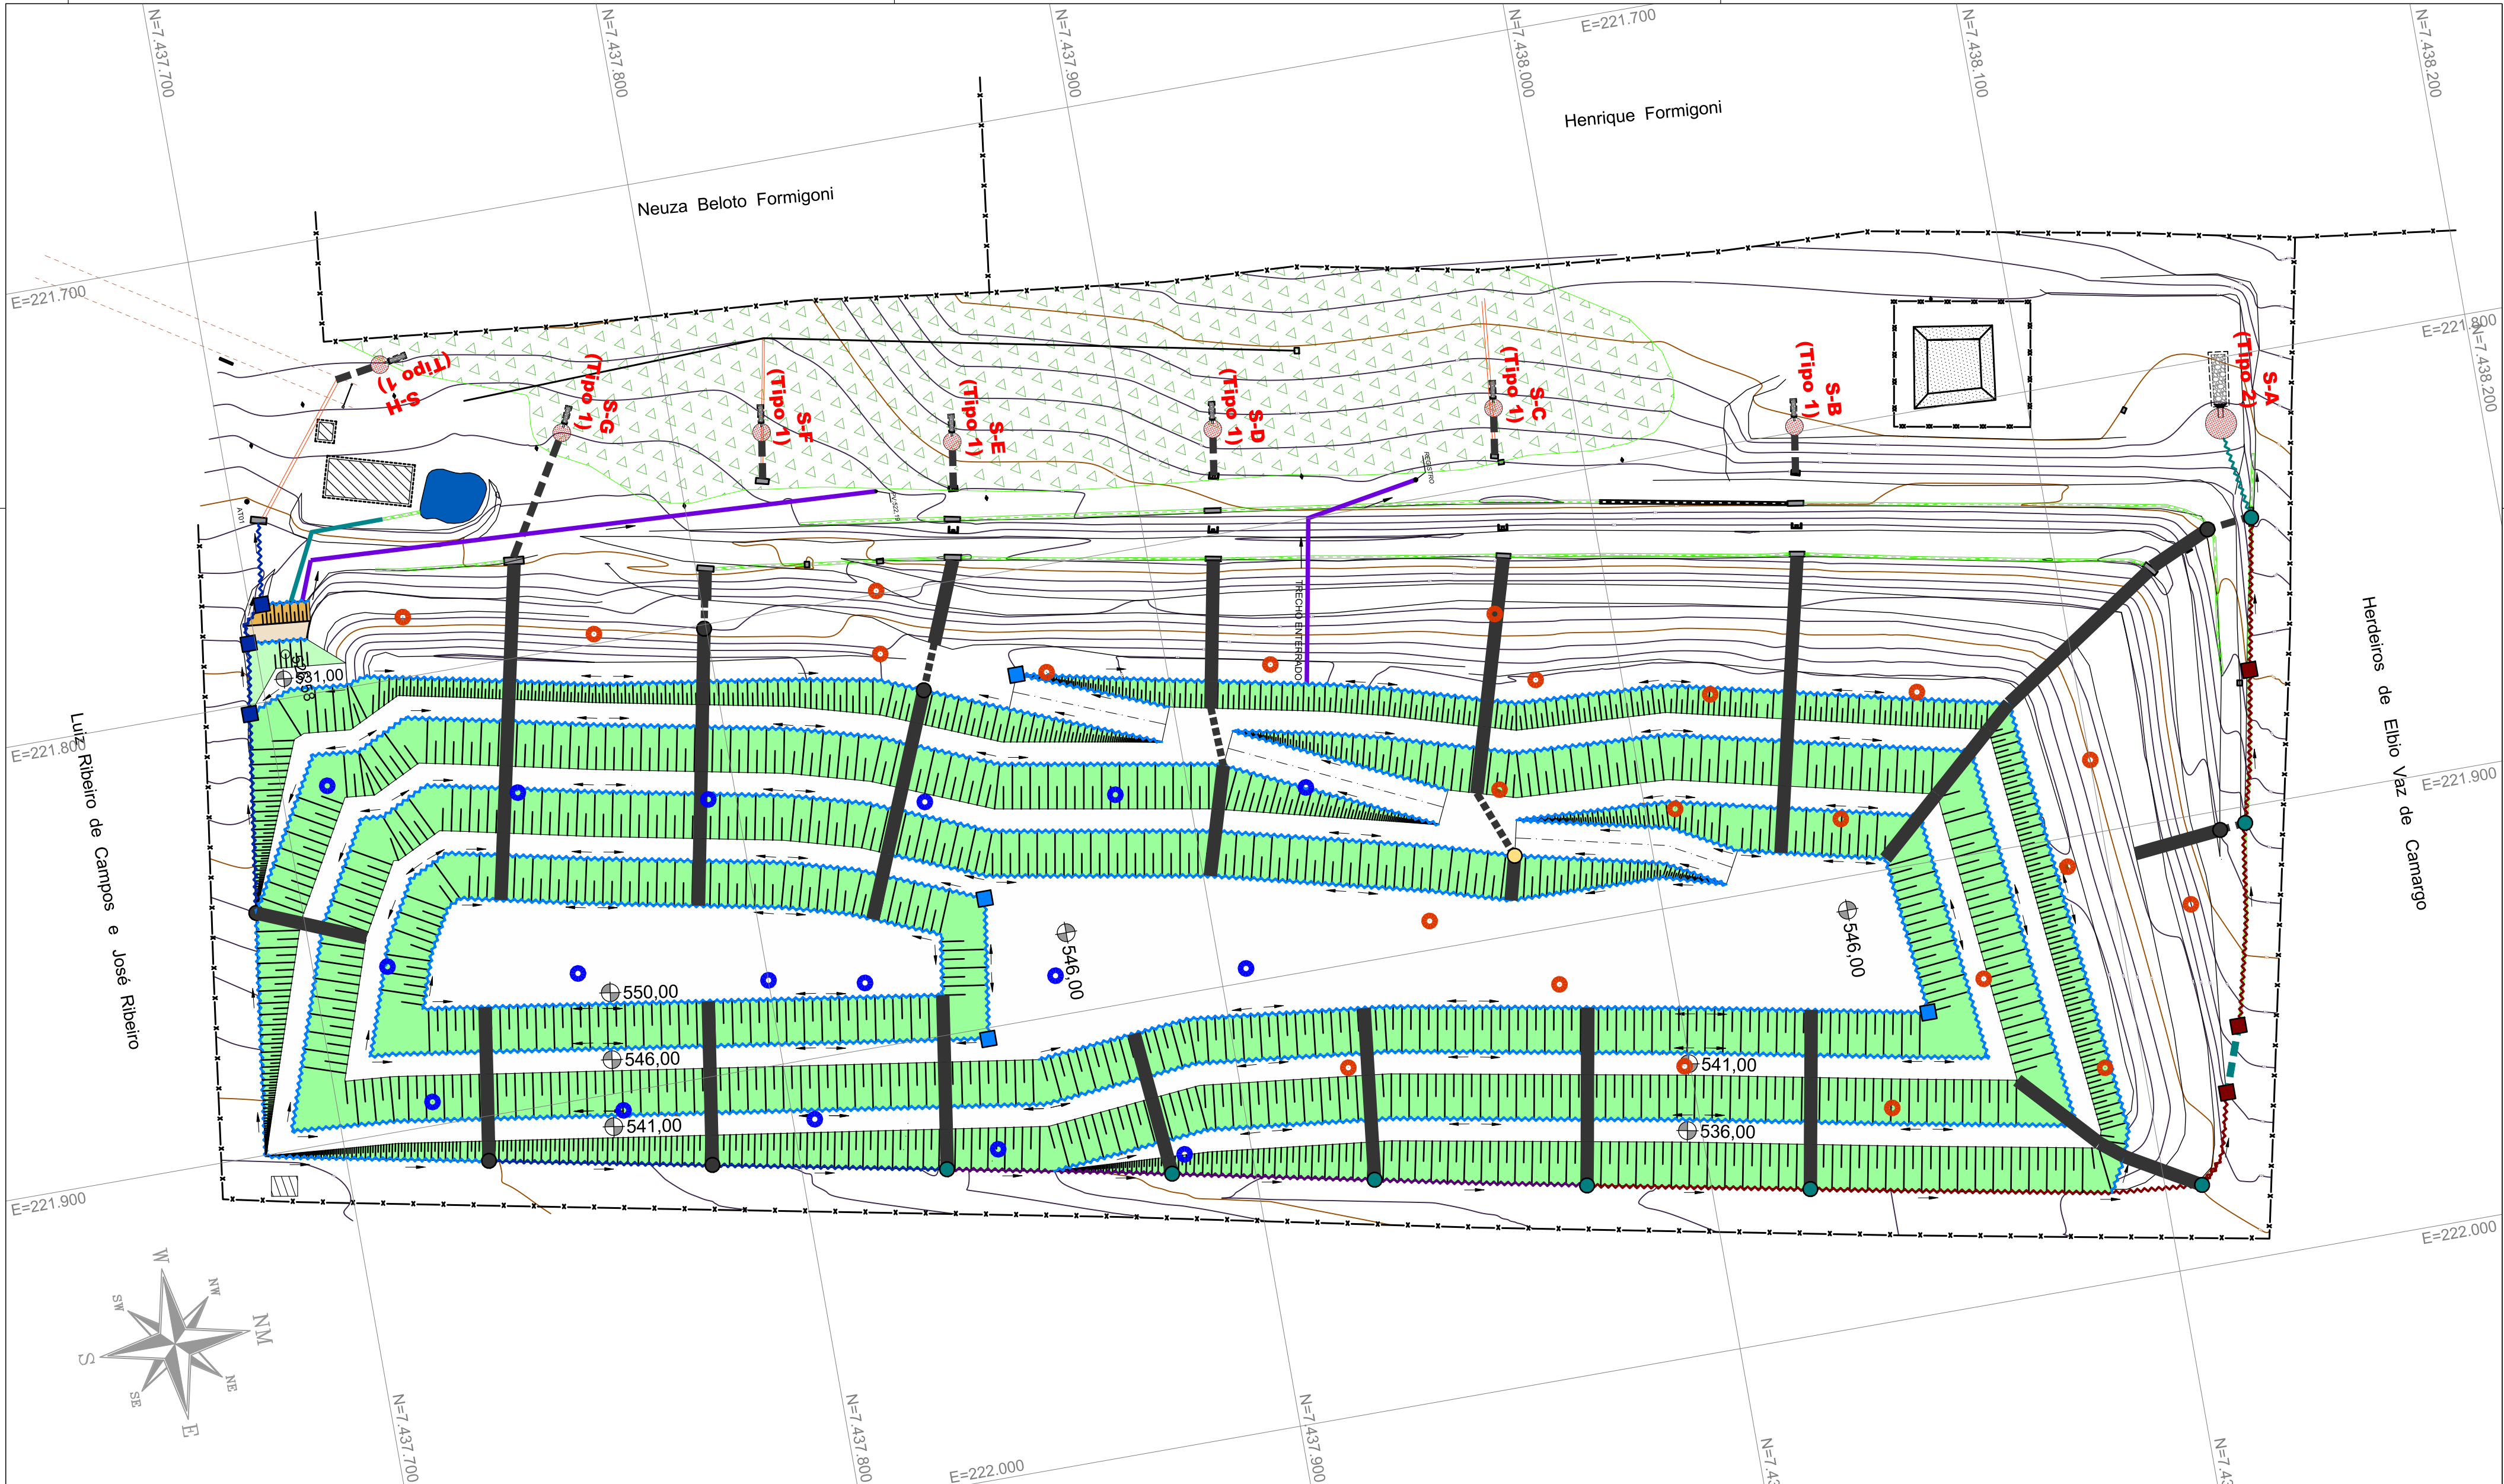 N=7.437.700
N=7.437.800
N=7.437.900
N=7.438.000
N=7.438.100
N=7.438.200
E=221.700
Henrique Formigoni
Neuza Beloto Formigoni
E=221.700
E=221.800
N=7.438.200
S-H
(Tipo 1)
S-G
(Tipo 1)
S-F
(Tipo 1)
S-E
(Tipo 1)
S-D
(Tipo 1)
S-C
(Tipo 1)
S-B
(Tipo 1)
S-A
(Tipo 2)
AT01
REGISTRO
TRECHO ENTERRADO
531,00
Luiz Ribeiro de Campos e José Ribeiro
Herdeiros de Elbio Vaz de Camargo
E=221.800
E=221.900
546,00
546,00
550,00
546,00
541,00
541,00
536,00
E=221.900
E=222.000
W
NW
NM
NE
E
SE
S
SW
N=7.437.700
N=7.437.800
E=222.000
N=7.437.900